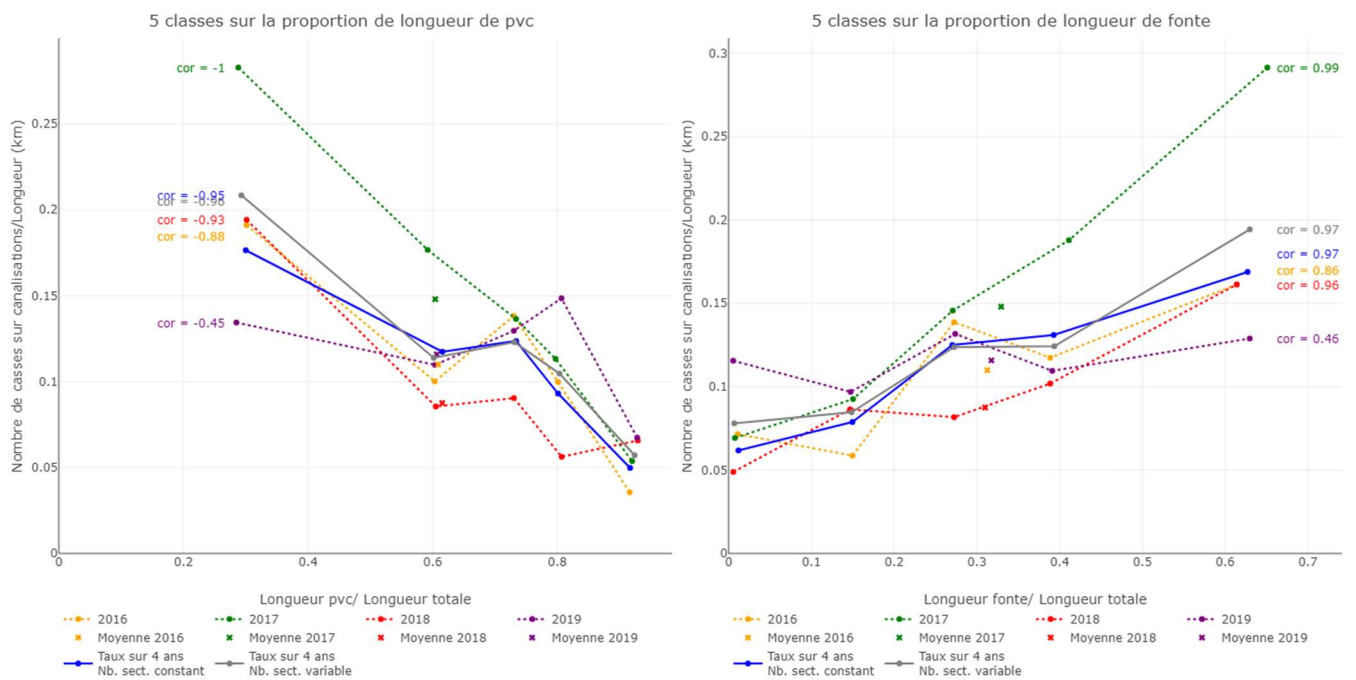 5 classes sur la proportion de longueur de pvc
Nombre de casses sur canalisations/Longueur (km)
0.25
0.2
0.15
0.1
0.05
0
cor = -1
cor = -0.95
cor = -0.96
cor = -0.93
cor = -0.88
cor = -0.45
0
0.2
0.4
0.6
0.8
Longueur pvc/ Longueur totale
2016
2017
2018
2019
Moyenne 2016
Moyenne 2017
Moyenne 2018
Moyenne 2019
Taux sur 4 ans
Nb. sect. constant
Taux sur 4 ans
Nb. sect. variable
5 classes sur la proportion de longueur de fonte
Nombre de casses sur canalisations/Longueur (km)
0.3
0.25
0.2
0.15
0.1
0.05
0
cor = 0.99
cor = 0.97
cor = 0.97
cor = 0.86
cor = 0.96
cor = 0.46
0
0.1
0.2
0.3
0.4
0.5
0.6
0.7
Longueur fonte/ Longueur totale
2016
2017
2018
2019
Moyenne 2016
Moyenne 2017
Moyenne 2018
Moyenne 2019
Taux sur 4 ans
Nb. sect. constant
Taux sur 4 ans
Nb. sect. variable